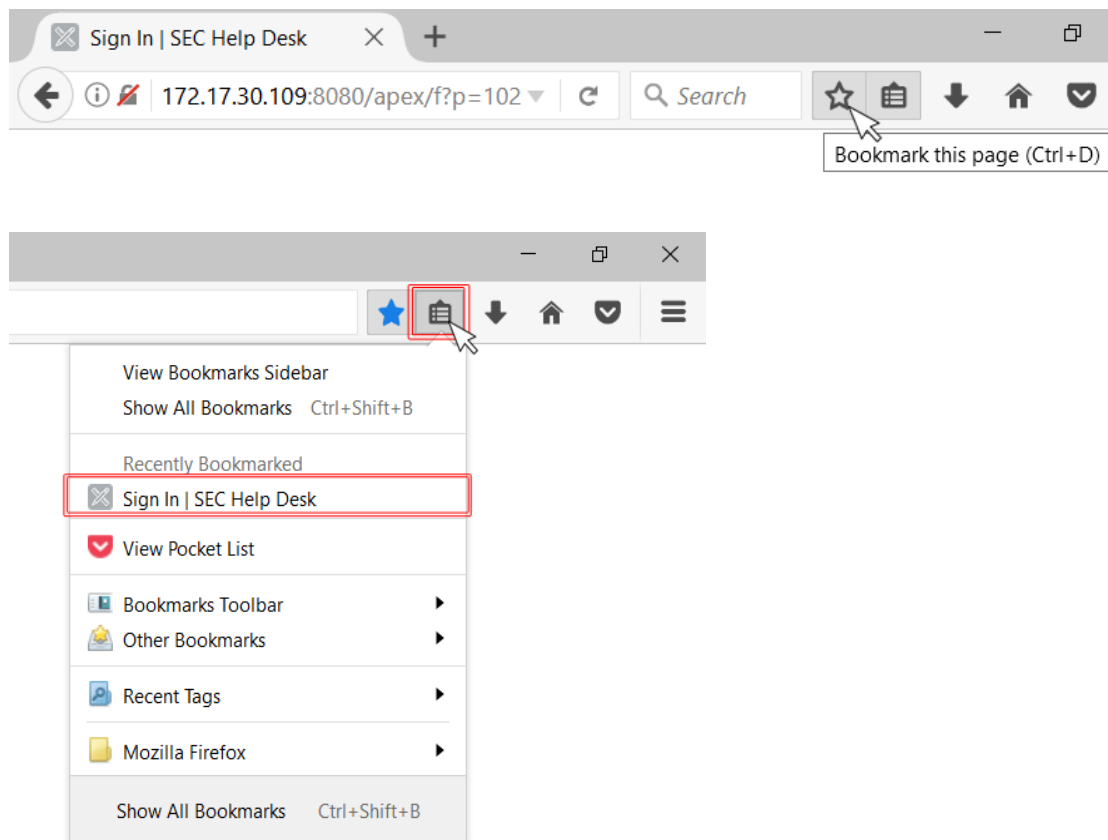 Sign In | SEC Help Desk
172.17.30.109:8080/apex/f?p=102
Search
Bookmark this page (Ctrl+D)
View Bookmarks Sidebar
Show All Bookmarks Ctrl+Shift+B
Recently Bookmarked
Sign In | SEC Help Desk
View Pocket List
Bookmarks Toolbar
Other Bookmarks
Recent Tags
Mozilla Firefox
Show All Bookmarks Ctrl+Shift+B